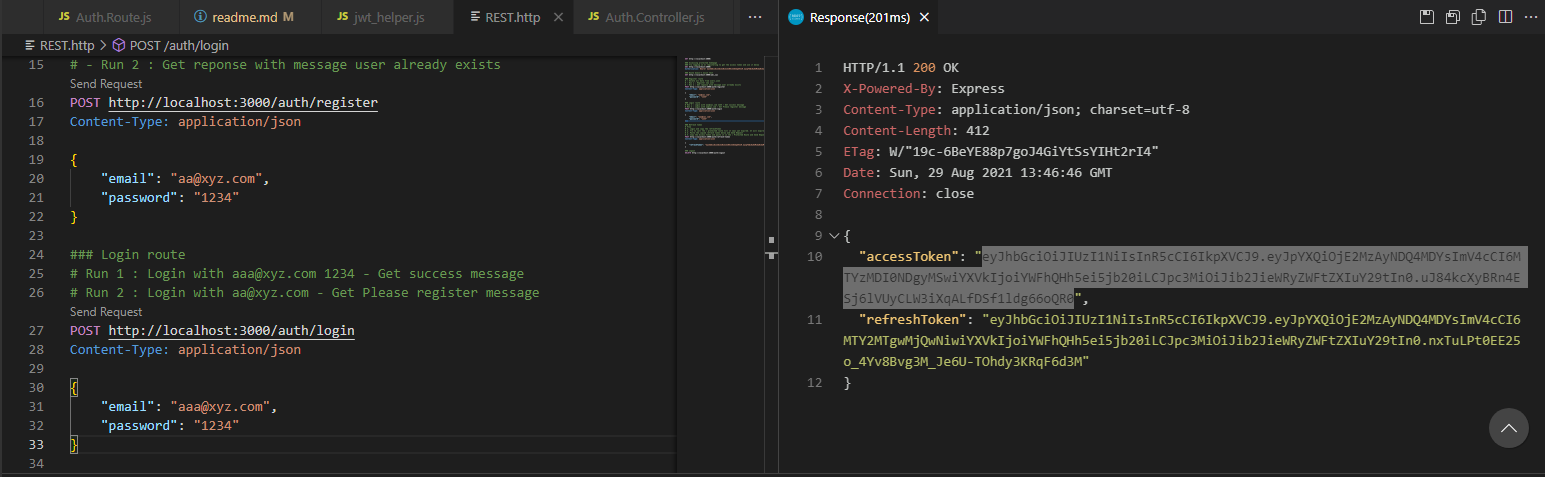 JS Auth.Route.js
readme.md M
JS jwt_helper.js
REST.http
JS Auth.Controller.js
Response(201ms)
REST.http > POST /auth/login
15 # - Run 2 : Get reponse with message user already exists
Send Request
16 POST http://localhost:3000/auth/register
17 Content-Type: application/json
18
19 {
20 "email": "aa@xyz.com",
21 "password": "1234"
22 }
23
24 ### Login route
25 # Run 1 : Login with aaa@xyz.com 1234 - Get success message
26 # Run 2 : Login with aa@xyz.com - Get Please register message
Send Request
27 POST http://localhost:3000/auth/login
28 Content-Type: application/json
29
30 {
31 "email": "aaa@xyz.com",
32 "password": "1234"
33 }
34
1 HTTP/1.1 200 OK
2 X-Powered-By: Express
3 Content-Type: application/json; charset=utf-8
4 Content-Length: 412
5 ETag: W/"19c-6BeYE88p7goJ4GiYtSsYIHt2rI4"
6 Date: Sun, 29 Aug 2021 13:46:46 GMT
7 Connection: close
8
9 {
10 "accessToken": "eyJhbGciOiJIUzI1NiIsInR5cCI6IkpXVCJ9.eyJpYXQiOjE2MzAyNDQ4MDYsImV4cCI6
MTYzMDI0NDgyMSwiYXVkIjoiYWFhQHh5ei5jb20iLCJpc3MiOiJib2JieWRyZWFtZXIuY29tIn0.uJ84kcXyBRn4E
Sj6lVUyCLW3iXqALfDSf1ldg66oQR0",
11 "refreshToken": "eyJhbGciOiJIUzI1NiIsInR5cCI6IkpXVCJ9.eyJpYXQiOjE2MzAyNDQ4MDYsImV4cCI6
MTY2MTgwMjQwNiwiYXVkIjoiYWFhQHh5ei5jb20iLCJpc3MiOiJib2JieWRyZWFtZXIuY29tIn0.nxTuLPt0EE25
o_4Yv8Bvg3M_Je6U-TOhdy3KRqF6d3M"
12 }